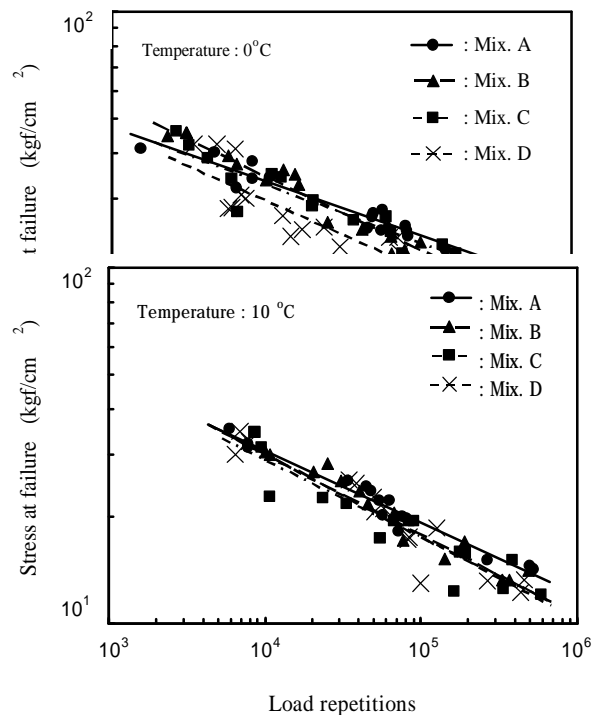 10²
Temperature : 0°C
: Mix. A
: Mix. B
: Mix. C
: Mix. D
t failure (kgf/cm²)
10²
Temperature : 10 °C
: Mix. A
: Mix. B
: Mix. C
: Mix. D
Stress at failure (kgf/cm²)
10¹
10³ 10⁴ 10⁵ 10⁶
Load repetitions